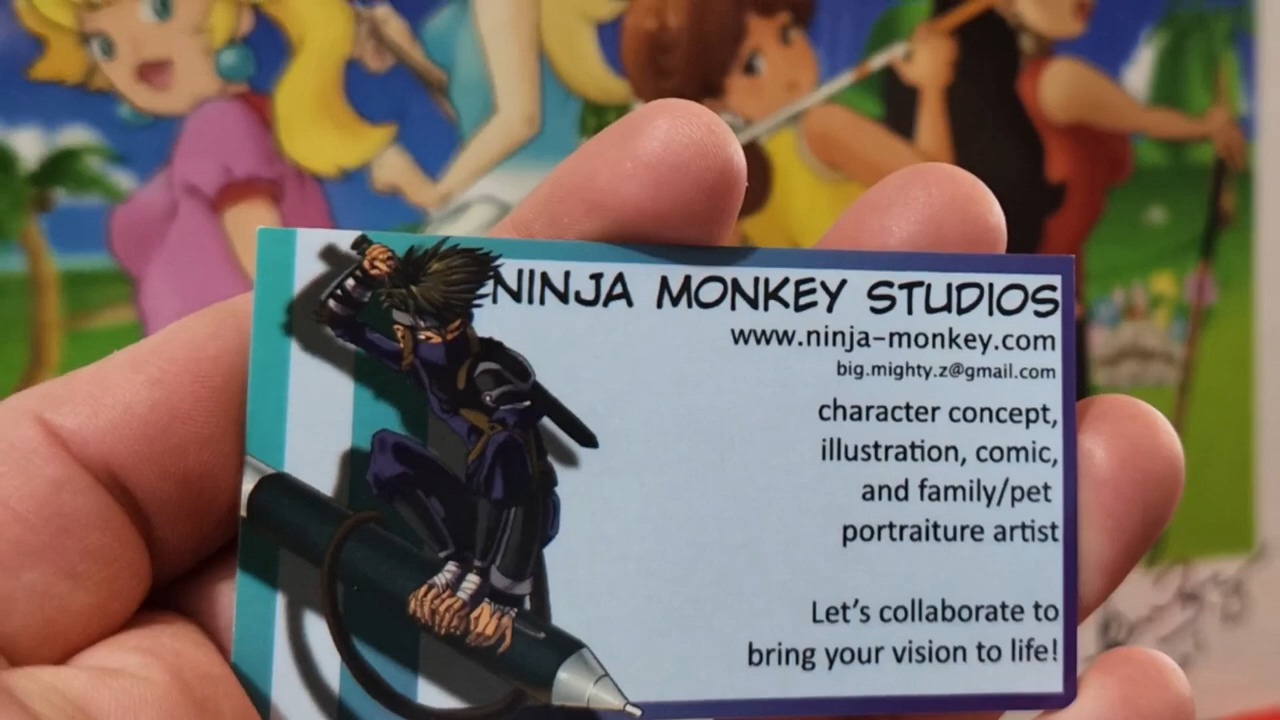 NINJA MONKEY STUDIOS
www.ninja-monkey.com
big.mighty.z@gmail.com
character concept,
illustration, comic,
and family/pet
portraiture artist
Let's collaborate to
bring your vision to life!